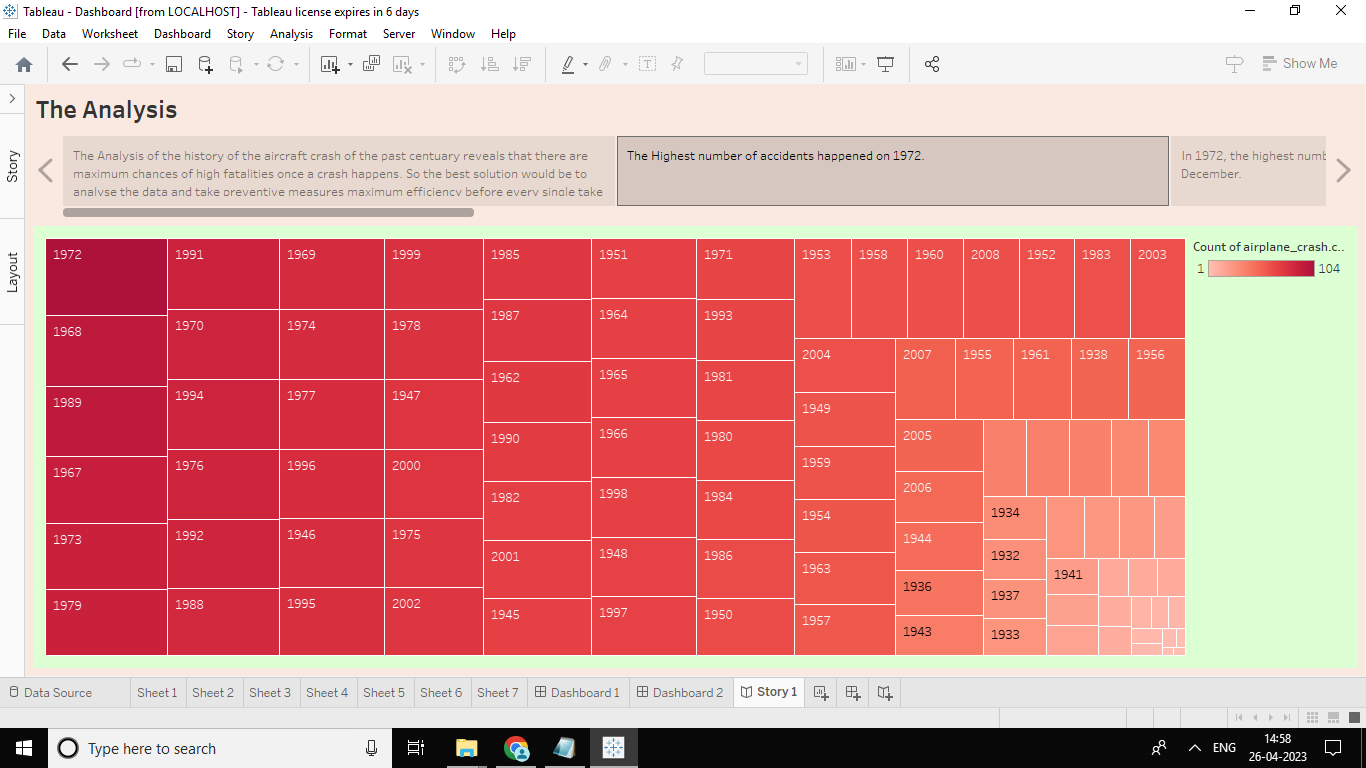 Tableau - Dashboard [from LOCALHOST] - Tableau license expires in 6 days
File Data Worksheet Dashboard Story Analysis Format Server Window Help
Show Me
Story
Layout
The Analysis
The Analysis of the history of the aircraft crash of the past centuary reveals that there are
maximum chances of high fatalities once a crash happens. So the best solution would be to
analyse the data and take preventive measures maximum efficiency before every single take
The Highest number of accidents happened on 1972.
In 1972, the highest numb
December.
1972 1991 1969 1999 1985 1951 1971 1953 1958 1960 2008 1952 1983 2003
1968 1970 1974 1978 1987 1964 1993 2004 2007 1955 1961 1938 1956
1989 1994 1977 1947 1962 1965 1981 1949
1967 1976 1996 2000 1990 1966 1980 1959 2005
1973 1992 1946 1975 1982 1998 1984 1954 2006 1934
1979 1988 1995 2002 2001 1948 1986 1963 1944 1932 1941
1945 1997 1950 1957 1936 1937
1943 1933
Count of airplane_crash.c..
1 104
Data Source Sheet 1 Sheet 2 Sheet 3 Sheet 4 Sheet 5 Sheet 6 Sheet 7 Dashboard 1 Dashboard 2 Story 1
Type here to search
ENG
14:58
26-04-2023